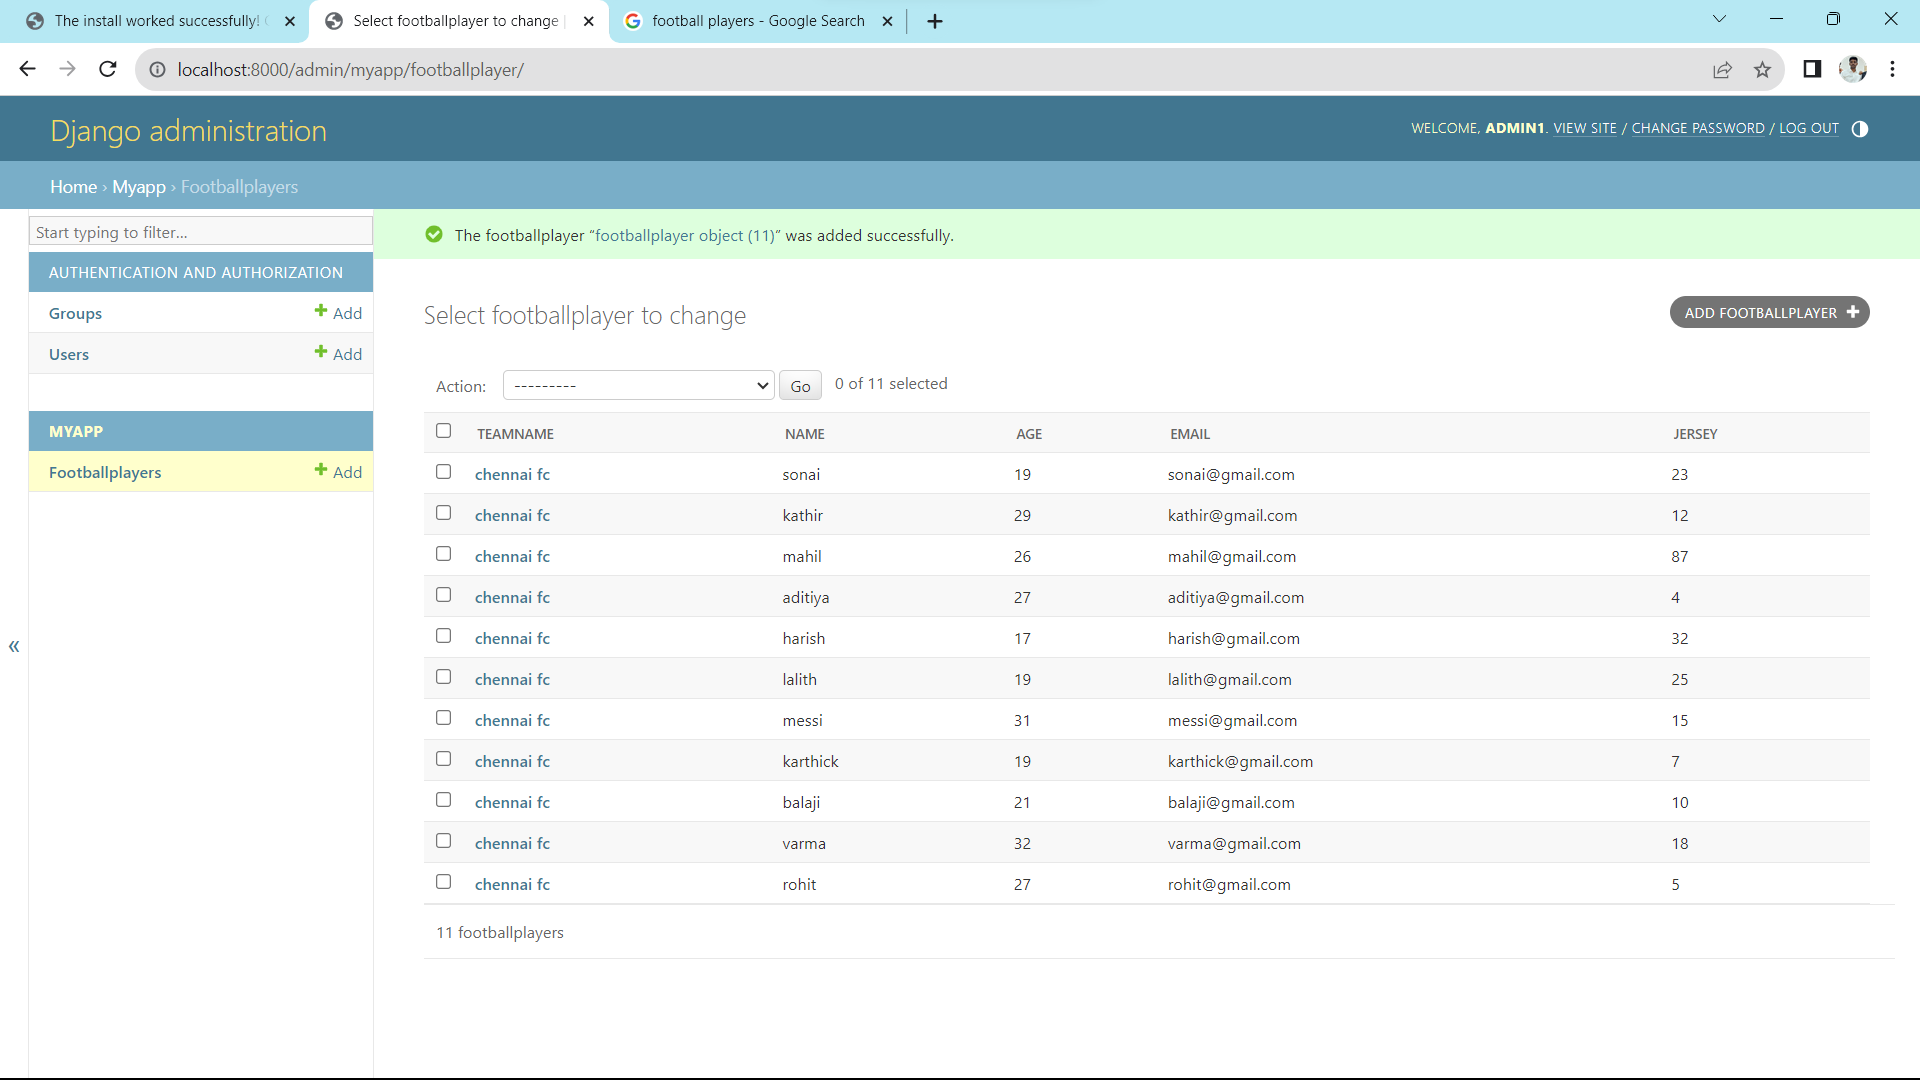 The install worked successfully!
Select footballplayer to change
football players - Google Search
localhost:8000/admin/myapp/footballplayer/
Django administration
WELCOME, ADMIN1. VIEW SITE / CHANGE PASSWORD / LOG OUT
Home › Myapp › Footballplayers
Start typing to filter...
AUTHENTICATION AND AUTHORIZATION
Groups Add
Users Add
MYAPP
Footballplayers Add
«
The footballplayer “footballplayer object (11)” was added successfully.
Select footballplayer to change
ADD FOOTBALLPLAYER
Action: --------- Go 0 of 11 selected
TEAMNAME NAME AGE EMAIL JERSEY
chennai fc sonai 19 sonai@gmail.com 23
chennai fc kathir 29 kathir@gmail.com 12
chennai fc mahil 26 mahil@gmail.com 87
chennai fc aditiya 27 aditiya@gmail.com 4
chennai fc harish 17 harish@gmail.com 32
chennai fc lalith 19 lalith@gmail.com 25
chennai fc messi 31 messi@gmail.com 15
chennai fc karthick 19 karthick@gmail.com 7
chennai fc balaji 21 balaji@gmail.com 10
chennai fc varma 32 varma@gmail.com 18
chennai fc rohit 27 rohit@gmail.com 5
11 footballplayers